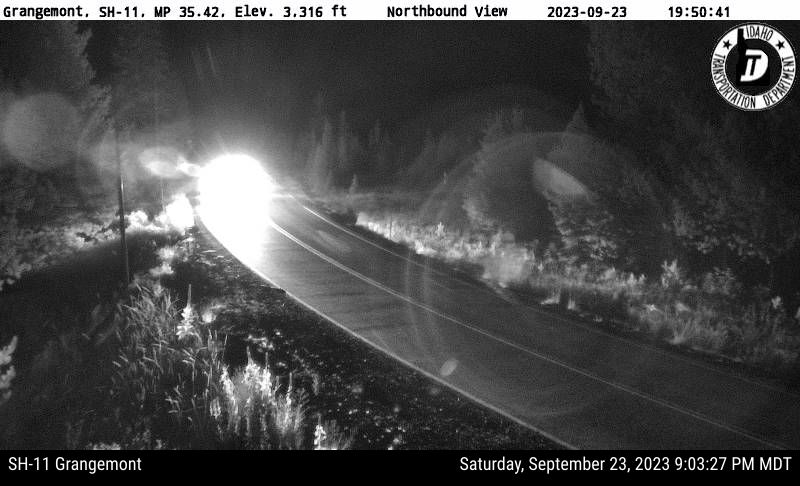 Grangemont, SH-11, MP 35.42, Elev. 3,316 ft Northbound View 2023-09-23 19:50:41
IDAHO
TRANSPORTATION DEPARTMENT
SH-11 Grangemont Saturday, September 23, 2023 9:03:27 PM MDT